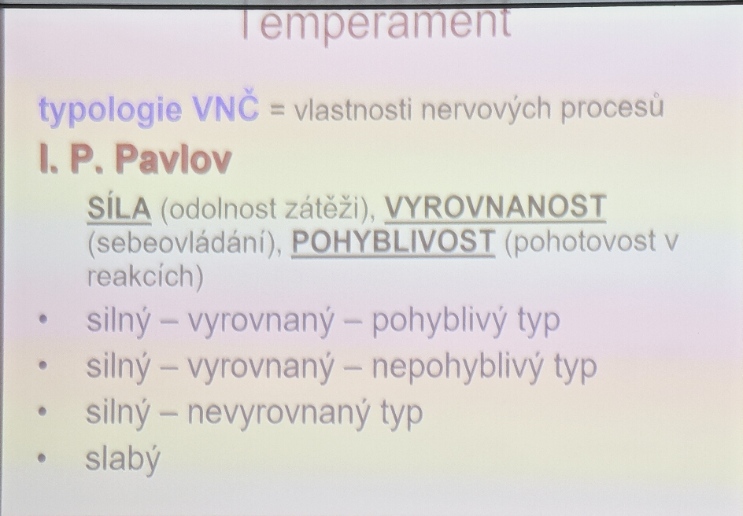 Temperament
typologie VNČ = vlastnosti nervových procesů
I. P. Pavlov
SÍLA (odolnost zátěži), VYROVNANOST
(sebeovládání), POHYBLIVOST (pohotovost v
reakcích)
• silný – vyrovnaný – pohyblivý typ
• silný – vyrovnaný – nepohyblivý typ
• silný – nevyrovnaný typ
• slabý